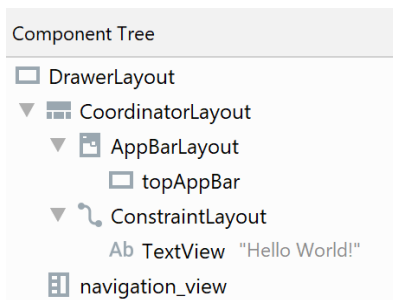 Component Tree
DrawerLayout
CoordinatorLayout
AppBarLayout
topAppBar
ConstraintLayout
Ab TextView "Hello World!"
navigation_view